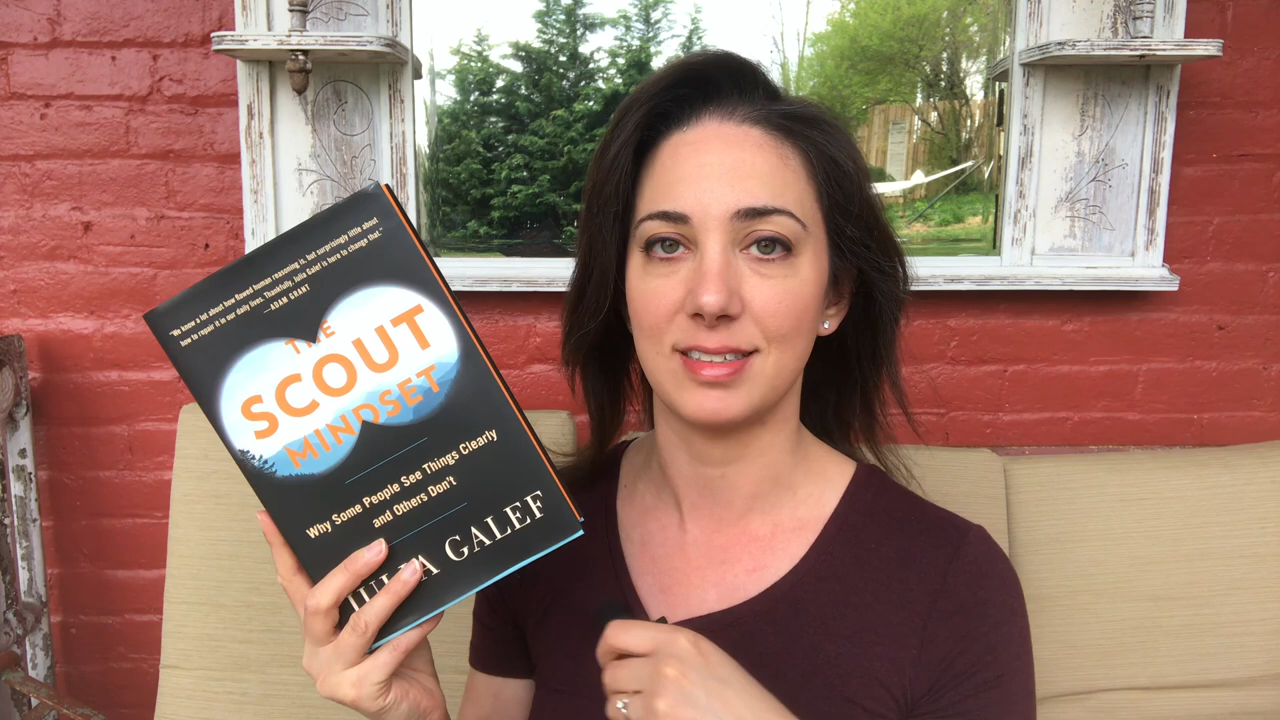 "We know a lot about how flawed human reasoning is, but surprisingly little about
how to repair it in our daily lives. Thankfully, Julia Galef is here to change that."
—ADAM GRANT
THE
SCOUT
MINDSET
Why Some People See Things Clearly
and Others Don't
JULIA GALEF